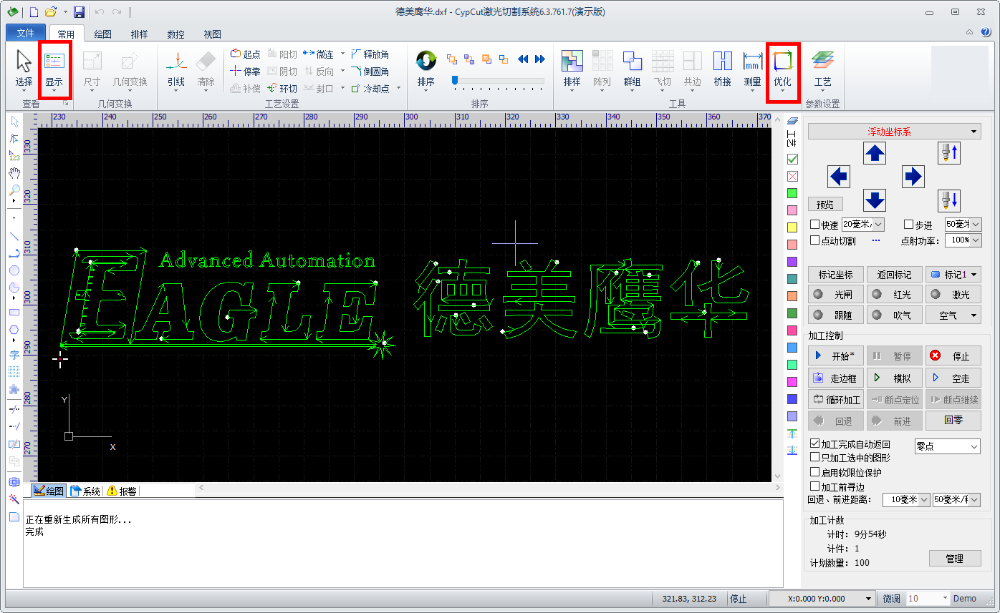 德美鹰华.dxf - CypCut激光切割系统6.3.761.7(演示版)
文件 常用 绘图 排样 数控 视图
选择 显示 尺寸 几何变换 引线 清除
起点 阳切 微连 释放角
停靠 阴切 反向 倒圆角
补偿 环切 封口 冷却点
排序 排样 阵列 群组 飞切 共边 桥接 测量 mm 优化 工艺
查看 几何变换 工艺设置 排序 工具 参数设置
230 240 250 260 270 280 290 300 310 320 330 340 350 360 370
330
320
310
300
290
280
270
123
字
Advanced Automation
EAGLE
德美鹰华
Y
X
浮动坐标系
预览
快速 20毫米/ 步进 50毫米
点动切割 ... 点射功率: 100%
标记坐标 返回标记 标记1
光闸 红光 激光
跟随 吹气 空气
加工控制
开始* 暂停 停止
走边框 模拟 空走
循环加工 断点定位 断点继续
回退 前进 回零
加工完成自动返回 零点
只加工选中的图形
启用软限位保护
加工前寻边
回退、前进距离: 10毫米 50毫米/秒
加工计数
计时: 9分54秒
计件: 1
计划数量: 100
管理
绘图 系统 报警
正在重新生成所有图形...
完成
321.83, 312.23 停止 X:0.000 Y:0.000 微调 10 Demo